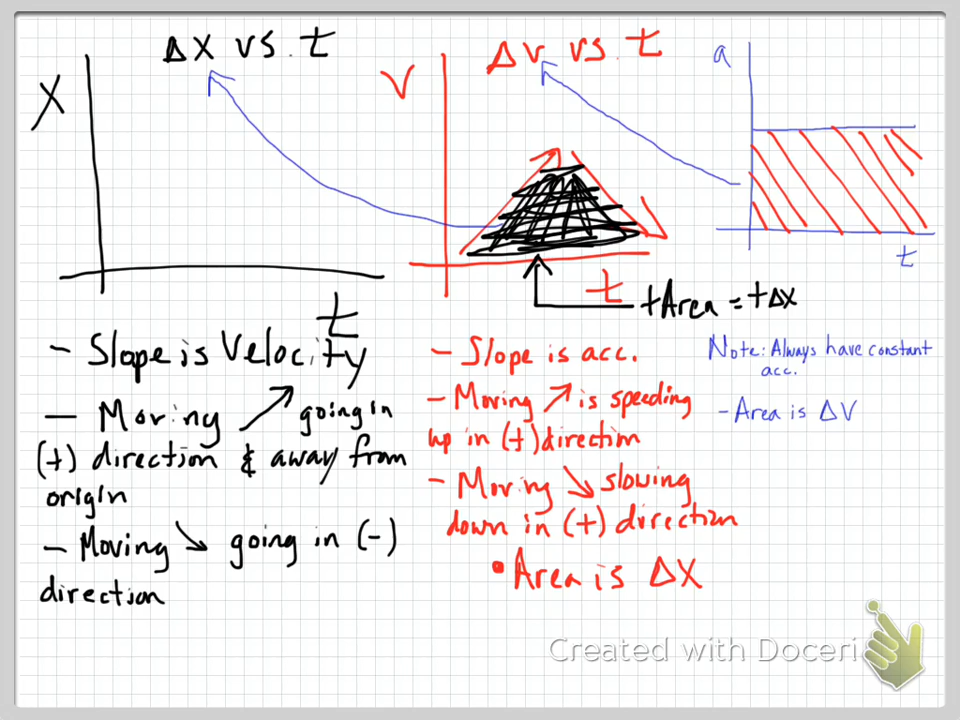 Δx vs. t
X
t
- Slope is Velocity
- Moving ↗ going in
(+) direction & away from
origin
- Moving ↘ going in (-)
direction
Δv vs. t
V
t
+Area = +Δx
- Slope is acc.
- Moving ↗ is speeding
up in (+) direction
- Moving ↘ slowing
down in (+) direction
• Area is Δx
a
t
Note: Always have constant
acc.
- Area is ΔV
Created with Doceri